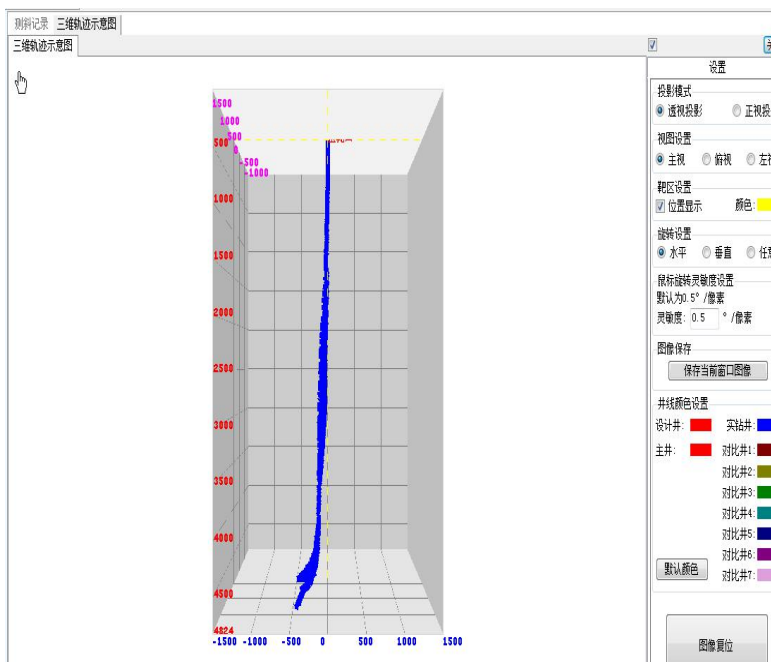 测斜记录 三维轨迹示意图
三维轨迹示意图
设置
投影模式
透视投影 正视投
视图设置
主视 俯视 左视
靶区设置
位置显示 颜色:
旋转设置
水平 垂直 任意
鼠标旋转灵敏度设置
默认为0.5°/像素
灵敏度: 0.5 °/像素
图像保存
保存当前窗口图像
井线颜色设置
设计井: 实钻井:
主井: 对比井1:
对比井2:
对比井3:
对比井4:
对比井5:
对比井6:
默认颜色 对比井7:
图像复位
1500
1000
500
0
-500
-1000
500
1000
1500
2000
2500
3000
3500
4000
4500
4824
-1500 -1000 -500 0 500 1000 1500